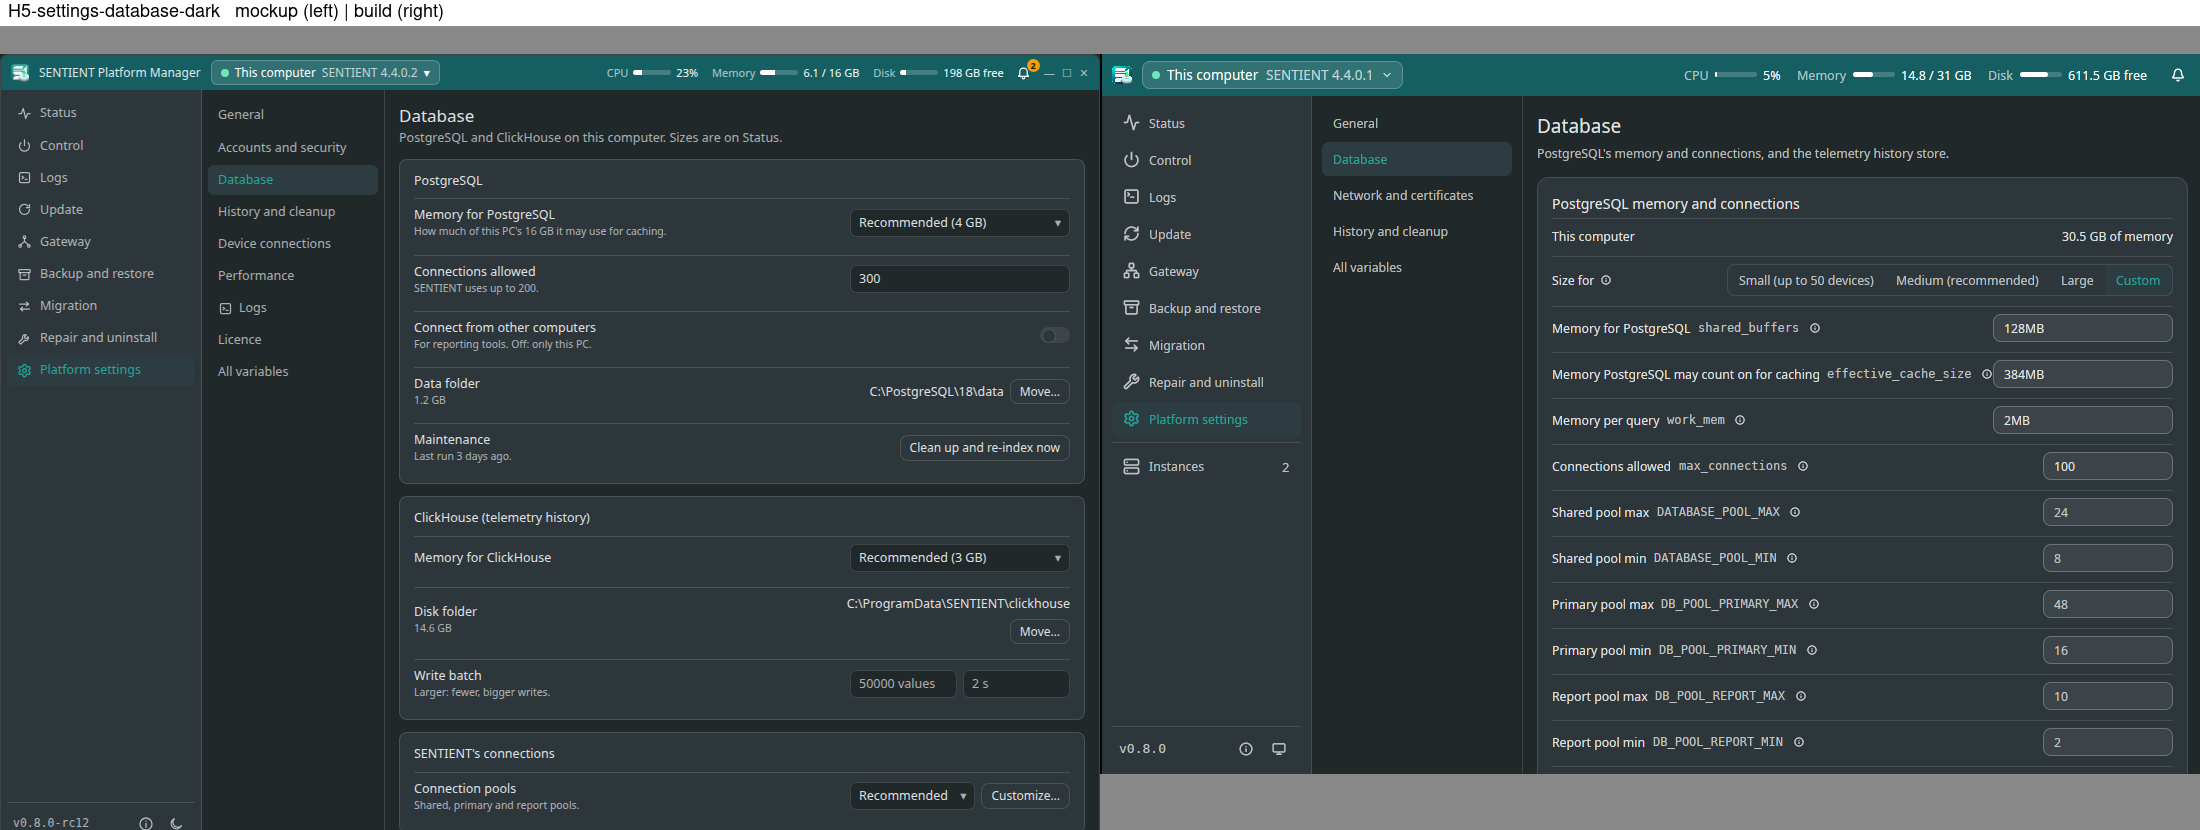 H5-settings-database-dark mockup (left) | build (right)
SENTIENT Platform Manager
This computer SENTIENT 4.4.0.2 ▾
CPU 23% Memory 6.1 / 16 GB Disk 198 GB free 2
Status
Control
Logs
Update
Gateway
Backup and restore
Migration
Repair and uninstall
Platform settings
v0.8.0-rc12
General
Accounts and security
Database
History and cleanup
Device connections
Performance
Logs
Licence
All variables
Database
PostgreSQL and ClickHouse on this computer. Sizes are on Status.
PostgreSQL
Memory for PostgreSQL
How much of this PC's 16 GB it may use for caching.
Recommended (4 GB)
Connections allowed
SENTIENT uses up to 200.
300
Connect from other computers
For reporting tools. Off: only this PC.
Data folder
1.2 GB
C:\PostgreSQL\18\data
Move...
Maintenance
Last run 3 days ago.
Clean up and re-index now
ClickHouse (telemetry history)
Memory for ClickHouse
Recommended (3 GB)
Disk folder
14.6 GB
C:\ProgramData\SENTIENT\clickhouse
Move...
Write batch
Larger: fewer, bigger writes.
50000 values
2 s
SENTIENT's connections
Connection pools
Shared, primary and report pools.
Recommended
Customize...
This computer SENTIENT 4.4.0.1
CPU 5% Memory 14.8 / 31 GB Disk 611.5 GB free
Status
Control
Logs
Update
Gateway
Backup and restore
Migration
Repair and uninstall
Platform settings
Instances 2
v0.8.0
General
Database
Network and certificates
History and cleanup
All variables
Database
PostgreSQL's memory and connections, and the telemetry history store.
PostgreSQL memory and connections
This computer 30.5 GB of memory
Size for Small (up to 50 devices) Medium (recommended) Large Custom
Memory for PostgreSQL shared_buffers 128MB
Memory PostgreSQL may count on for caching effective_cache_size 384MB
Memory per query work_mem 2MB
Connections allowed max_connections 100
Shared pool max DATABASE_POOL_MAX 24
Shared pool min DATABASE_POOL_MIN 8
Primary pool max DB_POOL_PRIMARY_MAX 48
Primary pool min DB_POOL_PRIMARY_MIN 16
Report pool max DB_POOL_REPORT_MAX 10
Report pool min DB_POOL_REPORT_MIN 2